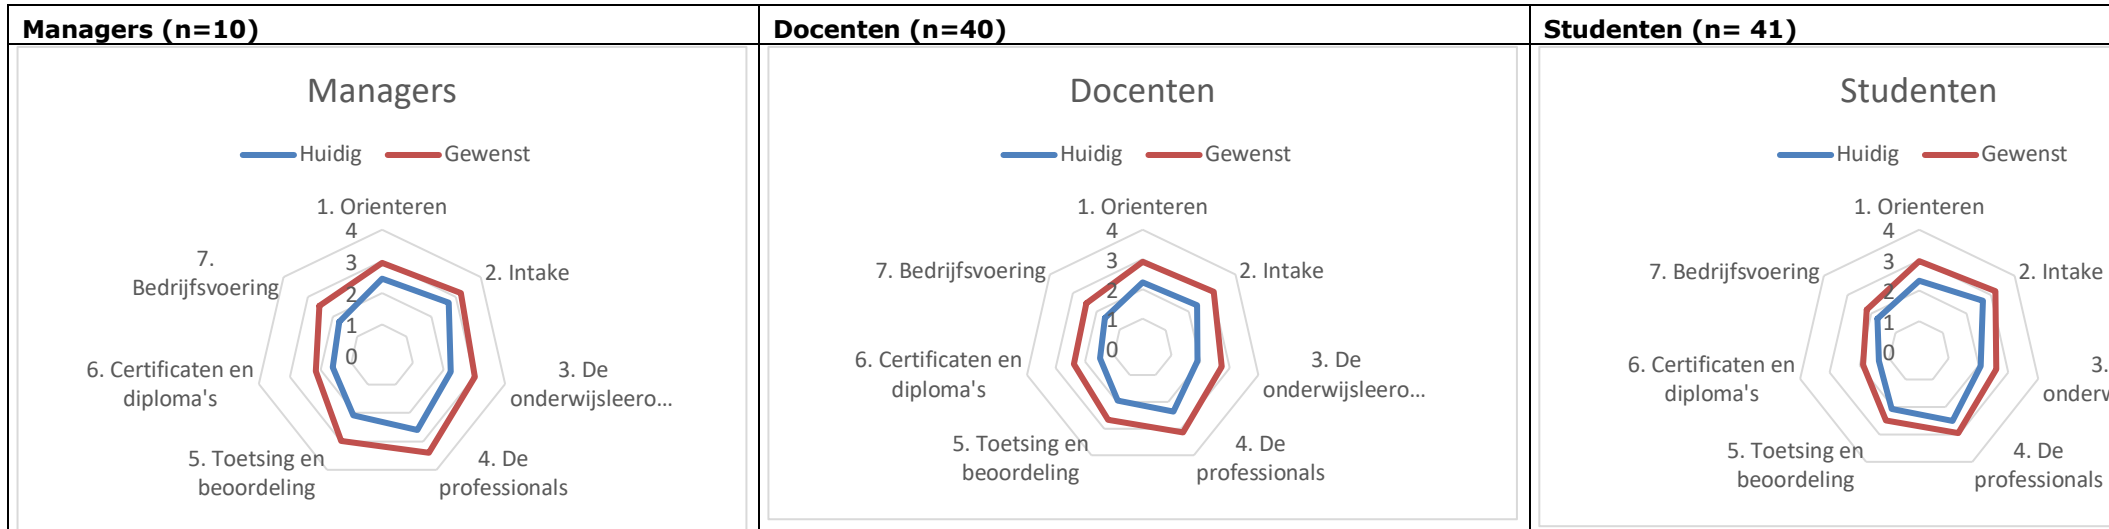 Managers (n=10)
Docenten (n=40)
Studenten (n= 41)
Managers
Huidig
Gewenst
1. Orienteren
4
3
2
1
0
2. Intake
3. De
onderwijsleero...
4. De
professionals
5. Toetsing en
beoordeling
6. Certificaten en
diploma's
7.
Bedrijfsvoering
Docenten
Huidig
Gewenst
1. Orienteren
4
3
2
1
0
2. Intake
3. De
onderwijsleero...
4. De
professionals
5. Toetsing en
beoordeling
6. Certificaten en
diploma's
7. Bedrijfsvoering
Studenten
Huidig
Gewenst
1. Orienteren
4
3
2
1
0
2. Intake
3.
4. De
professionals
5. Toetsing en
beoordeling
6. Certificaten en
diploma's
7. Bedrijfsvoering